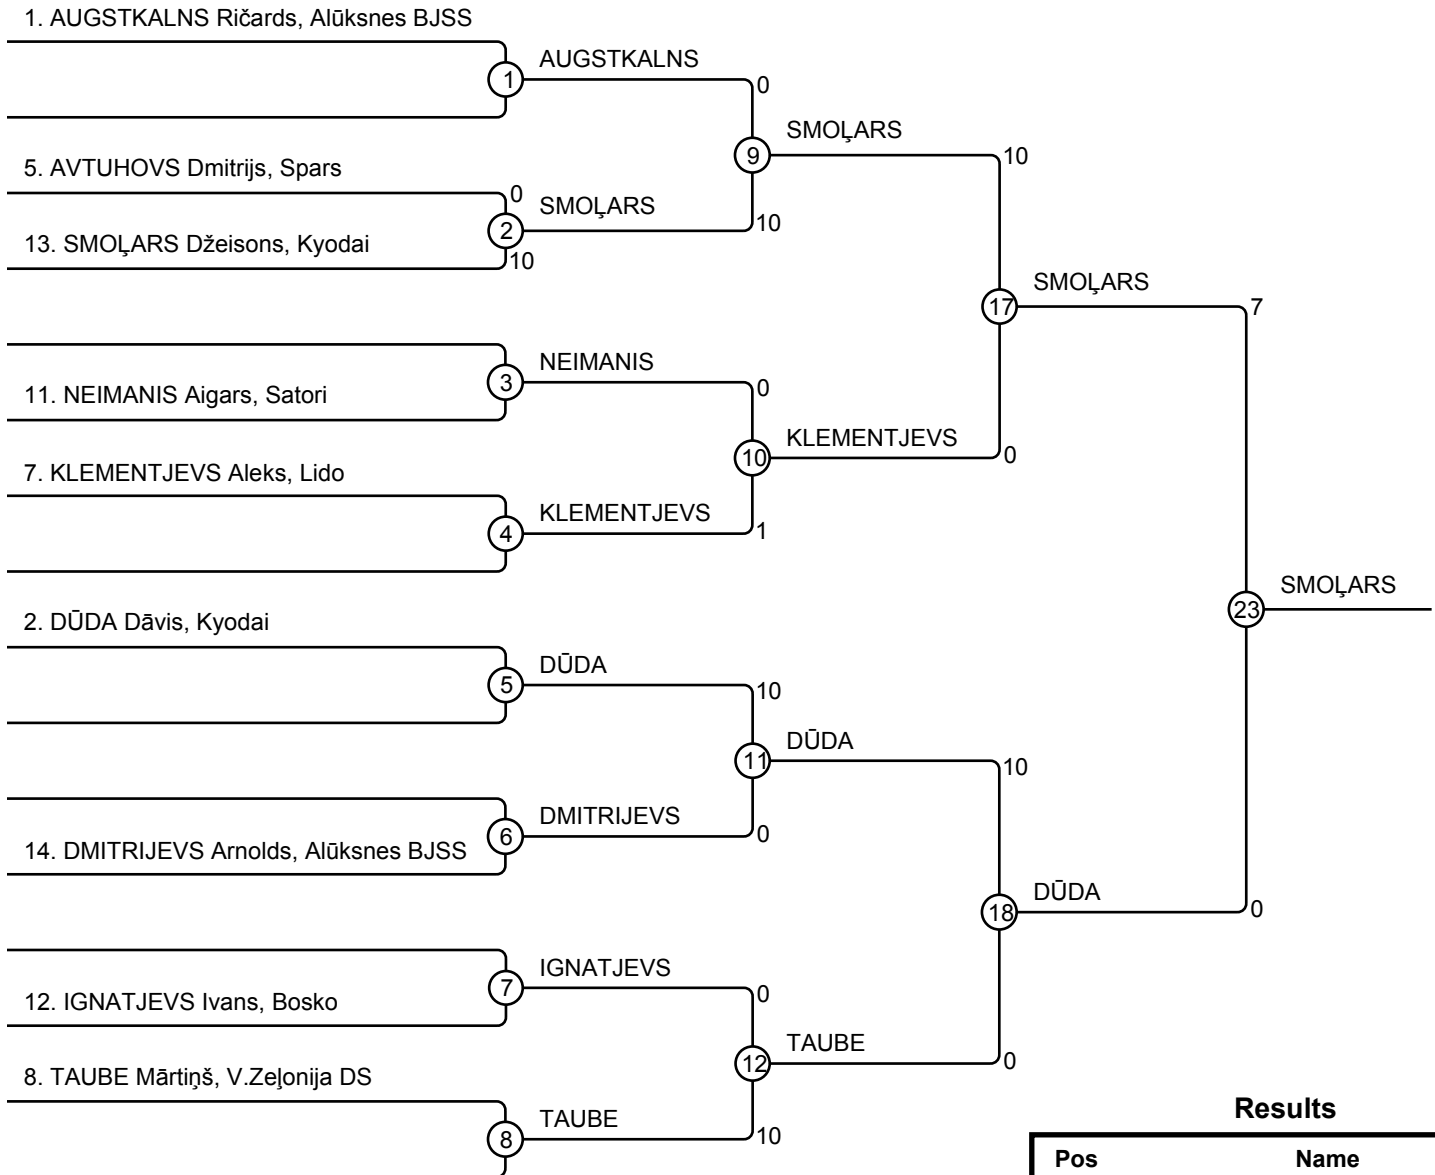 1. AUGSTKALNS Ričards, Alūksnes BJSS
1
AUGSTKALNS
0
5. AVTUHOVS Dmitrijs, Spars
0
13. SMOĻARS Džeisons, Kyodai
10
2
SMOĻARS
10
9
SMOĻARS
10
11. NEIMANIS Aigars, Satori
3
NEIMANIS
0
7. KLEMENTJEVS Aleks, Lido
4
KLEMENTJEVS
1
10
KLEMENTJEVS
0
17
SMOĻARS
7
2. DŪDA Dāvis, Kyodai
5
DŪDA
10
14. DMITRIJEVS Arnolds, Alūksnes BJSS
6
DMITRIJEVS
0
11
DŪDA
10
12. IGNATJEVS Ivans, Bosko
7
IGNATJEVS
0
8. TAUBE Mārtiņš, V.Zeļonija DS
8
TAUBE
10
12
TAUBE
0
18
DŪDA
0
23
SMOĻARS
Results
Pos Name